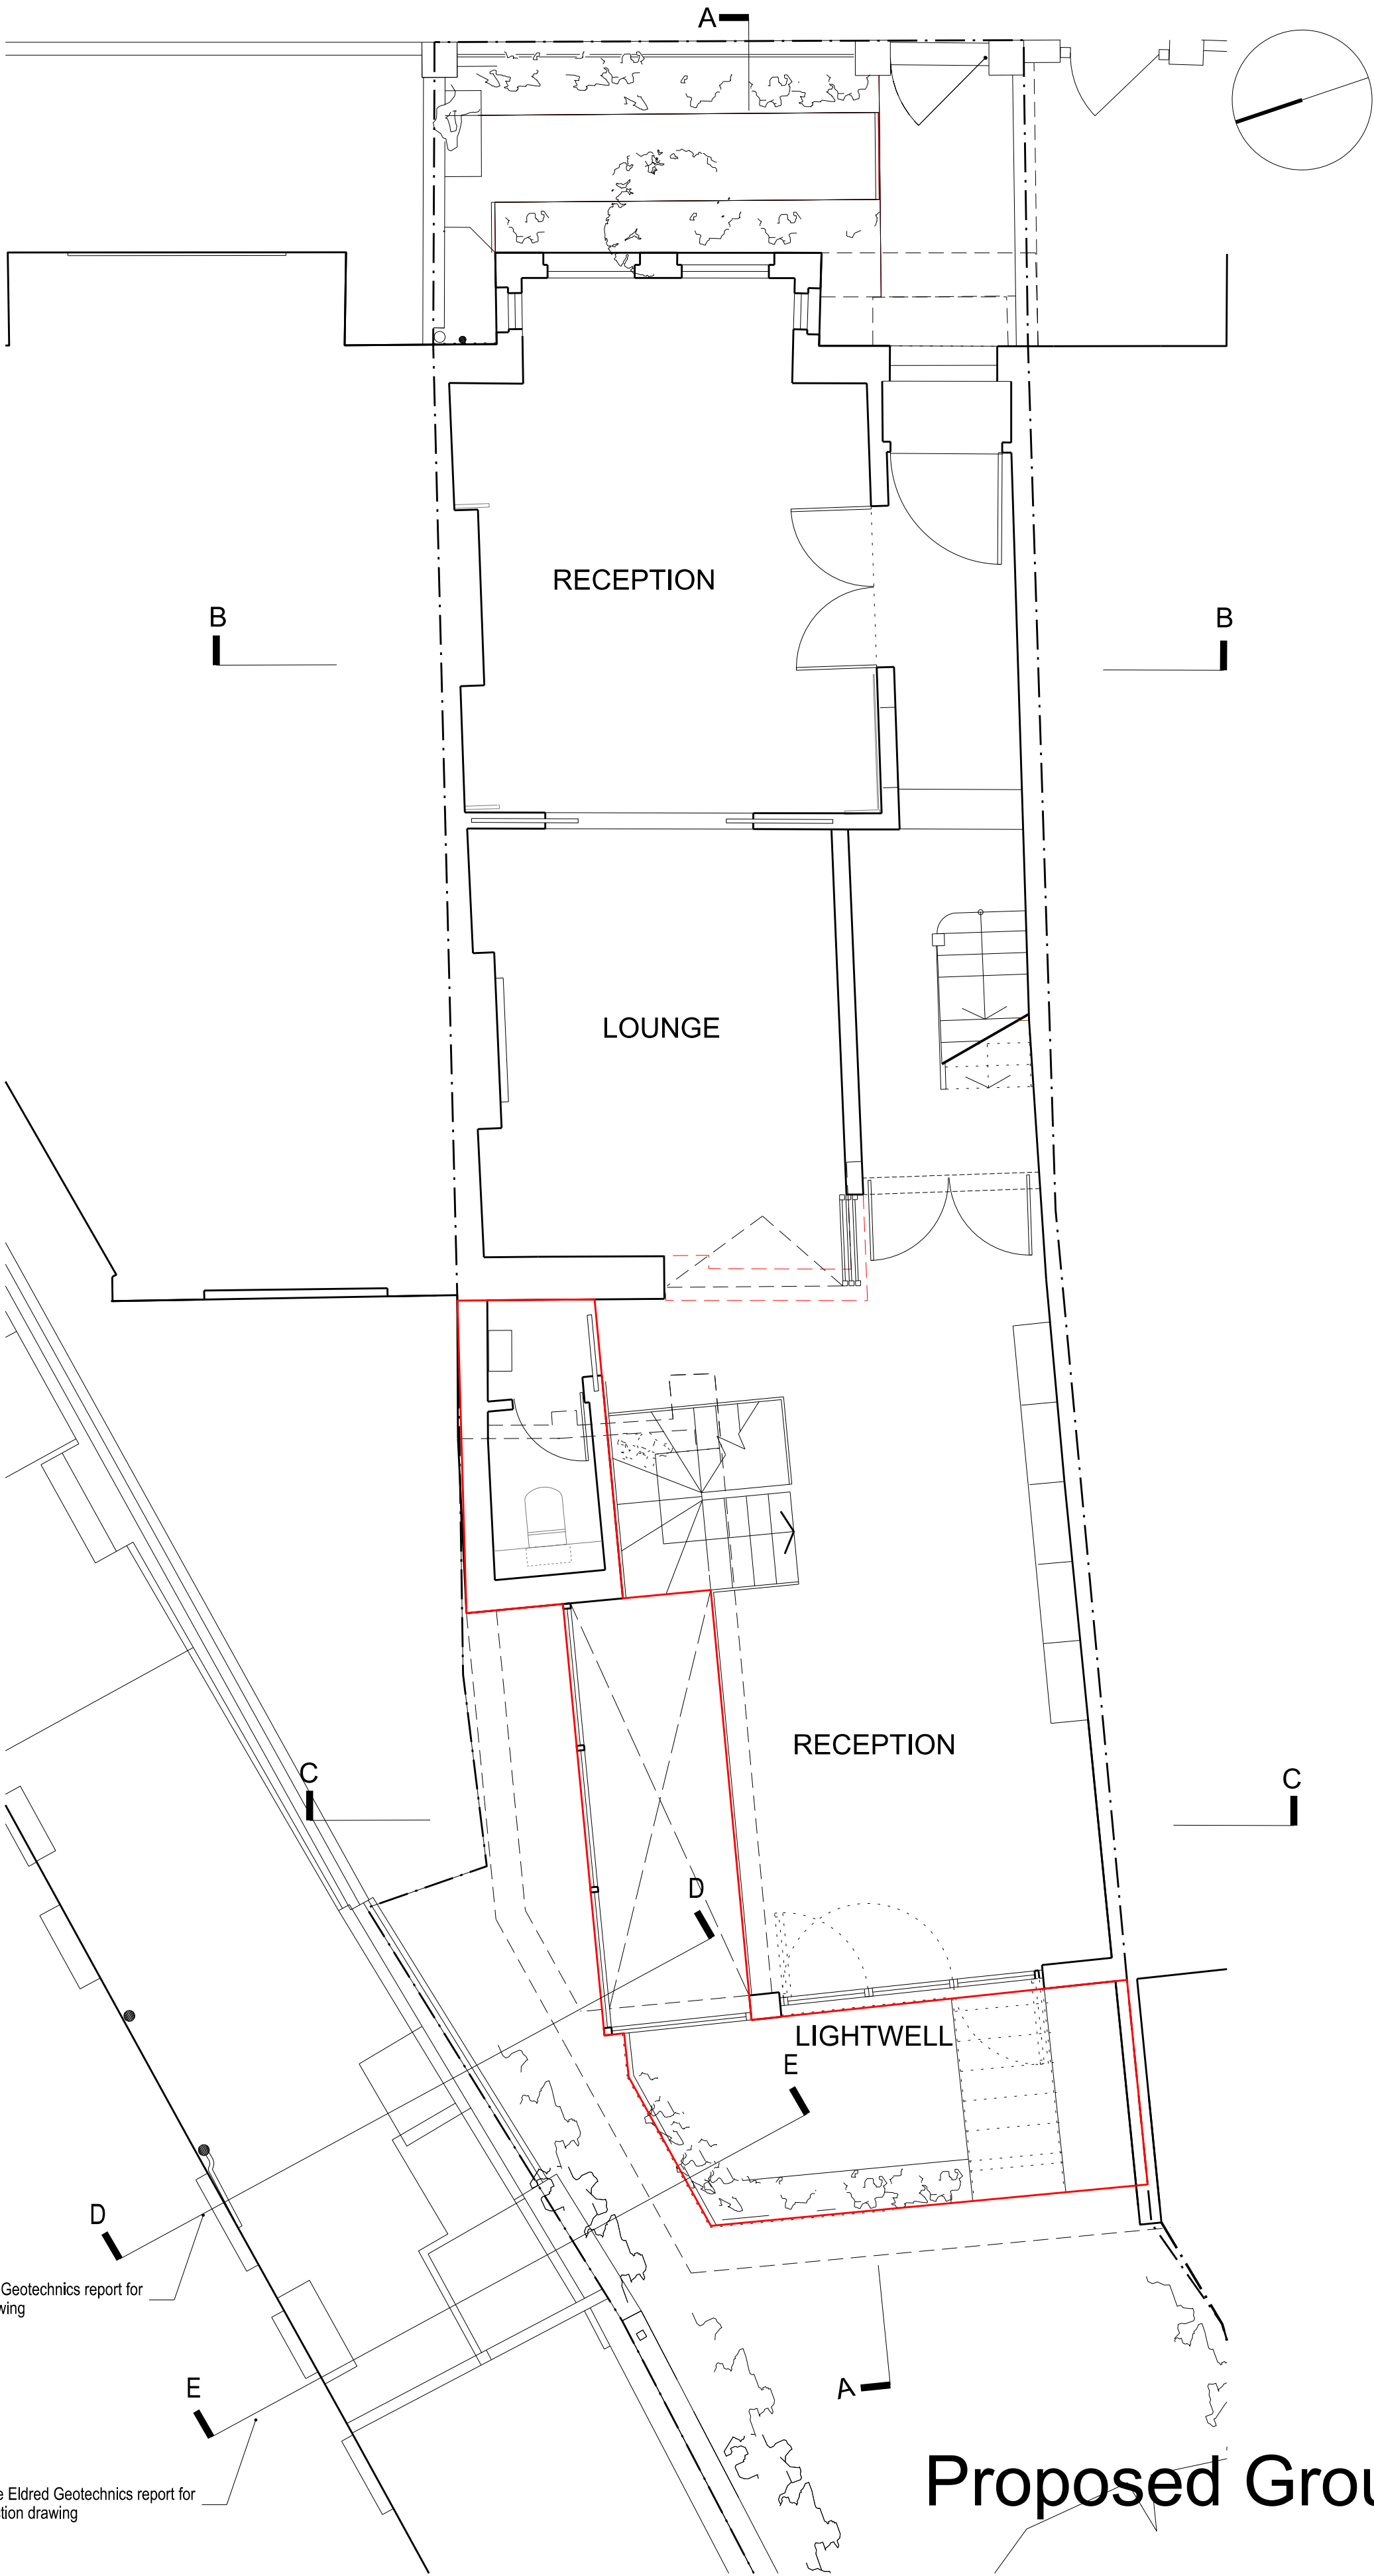 A
RECEPTION
B
B
LOUNGE
RECEPTION
C
C
D
LIGHTWELL
E
D
Geotechnics report for
wing
A
E
Proposed Grou
Eldred Geotechnics report for
tion drawing